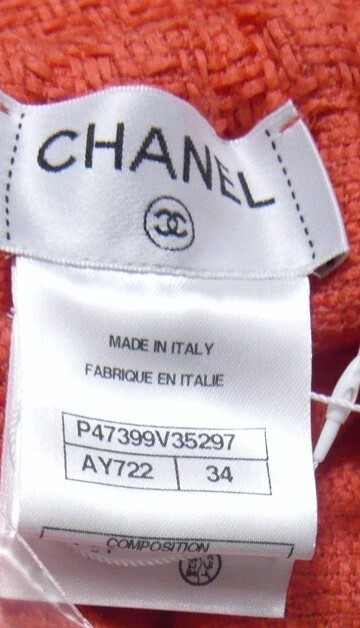 CHANEL
MADE IN ITALY
FABRIQUE EN ITALIE
P47399V35297
AY722 34
COMPOSITION